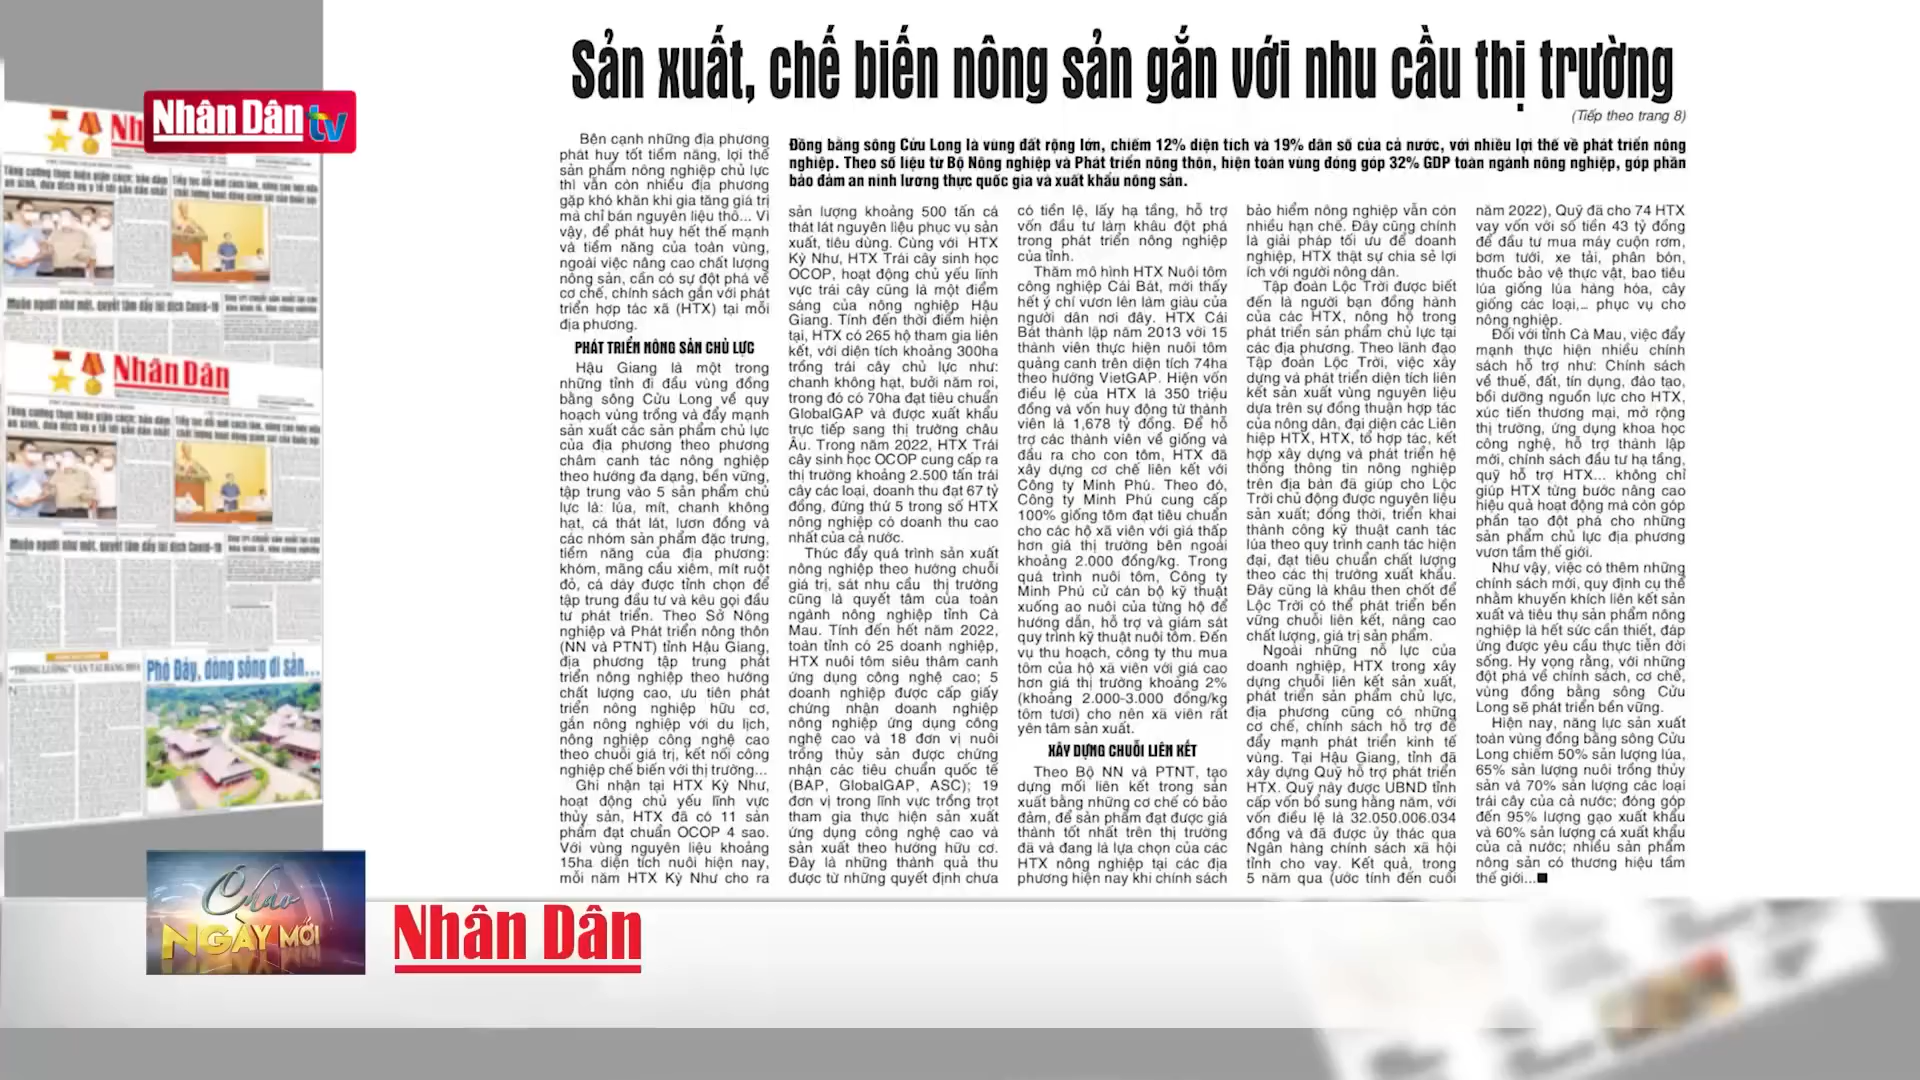 Sản xuất, chế biến nông sản gắn với nhu cầu thị trường
(Tiếp theo trang 8)
Nhân Dân tv
Bên cạnh những địa phương
phát huy tốt tiềm năng, lợi thế
sản phẩm nông nghiệp chủ lực
thì vẫn còn nhiều địa phương
gặp khó khăn khi gia tăng giá trị
mà chỉ bán nguyên liệu thô... Vì
vậy, để phát huy hết thế mạnh
và tiềm năng của toàn vùng,
ngoài việc nâng cao chất lượng
nông sản, cần có sự đột phá về
cơ chế, chính sách gắn với phát
triển hợp tác xã (HTX) tại mỗi
địa phương.
PHÁT TRIỂN NÔNG SẢN CHỦ LỰC
Hậu Giang là một trong
những tỉnh đi đầu vùng đồng
bằng sông Cửu Long về quy
hoạch vùng trồng và đẩy mạnh
sản xuất các sản phẩm chủ lực
của địa phương theo phương
châm canh tác nông nghiệp
theo hướng đa dạng, bền vững,
tập trung vào 5 sản phẩm chủ
lực là: lúa, mít, chanh không
hạt, cá thát lát, lươn đồng và
các nhóm sản phẩm đặc trưng,
tiềm năng của địa phương:
khóm, mãng cầu xiêm, mít ruột
đỏ, cá dày được tỉnh chọn để
tập trung đầu tư và kêu gọi đầu
tư phát triển. Theo Sở Nông
nghiệp và Phát triển nông thôn
(NN và PTNT) tỉnh Hậu Giang,
địa phương tập trung phát
triển nông nghiệp theo hướng
chất lượng cao, ưu tiên phát
triển nông nghiệp hữu cơ,
gắn nông nghiệp với du lịch,
nông nghiệp công nghệ cao
theo chuỗi giá trị, kết nối công
nghiệp chế biến với thị trường...
Ghi nhận tại HTX Kỳ Như,
hoạt động chủ yếu lĩnh vực
thủy sản, HTX đã có 11 sản
phẩm đạt chuẩn OCOP 4 sao.
Với vùng nguyên liệu khoảng
15ha diện tích nuôi hiện nay,
mỗi năm HTX Kỳ Như cho ra
Đồng bằng sông Cửu Long là vùng đất rộng lớn, chiếm 12% diện tích và 19% dân số của cả nước, với nhiều lợi thế về phát triển nông
nghiệp. Theo số liệu từ Bộ Nông nghiệp và Phát triển nông thôn, hiện toàn vùng đóng góp 32% GDP toàn ngành nông nghiệp, góp phần
bảo đảm an ninh lương thực quốc gia và xuất khẩu nông sản.
sản lượng khoảng 500 tấn cá
thát lát nguyên liệu phục vụ sản
xuất, tiêu dùng. Cùng với HTX
Kỳ Như, HTX Trái cây sinh học
OCOP, hoạt động chủ yếu lĩnh
vực trái cây cũng là một điểm
sáng của nông nghiệp Hậu
Giang. Tính đến thời điểm hiện
tại, HTX có 265 hộ tham gia liên
kết, với diện tích khoảng 300ha
trồng trái cây chủ lực như:
chanh không hạt, bưởi năm roi,
trong đó có 70ha đạt tiêu chuẩn
GlobalGAP và được xuất khẩu
trực tiếp sang thị trường châu
Âu. Trong năm 2022, HTX Trái
cây sinh học OCOP cung cấp ra
thị trường khoảng 2.500 tấn trái
cây các loại, doanh thu đạt 67 tỷ
đồng, đứng thứ 5 trong số HTX
nông nghiệp có doanh thu cao
nhất của cả nước.
Thúc đẩy quá trình sản xuất
nông nghiệp theo hướng chuỗi
giá trị, sát nhu cầu thị trường
cũng là quyết tâm của toàn
ngành nông nghiệp tỉnh Cà
Mau. Tính đến hết năm 2022,
toàn tỉnh có 25 doanh nghiệp,
HTX nuôi tôm siêu thâm canh
ứng dụng công nghệ cao; 5
doanh nghiệp được cấp giấy
chứng nhận doanh nghiệp
nông nghiệp ứng dụng công
nghệ cao và 18 đơn vị nuôi
trồng thủy sản được chứng
nhận các tiêu chuẩn quốc tế
(BAP, GlobalGAP, ASC); 19
đơn vị trong lĩnh vực trồng trọt
tham gia thực hiện sản xuất
ứng dụng công nghệ cao và
sản xuất theo hướng hữu cơ.
Đây là những thành quả thu
được từ những quyết định chưa
có tiền lệ, lấy hạ tầng, hỗ trợ
vốn đầu tư làm khâu đột phá
trong phát triển nông nghiệp
của tỉnh.
Thăm mô hình HTX Nuôi tôm
công nghiệp Cái Bát, mới thấy
hết ý chí vươn lên làm giàu của
người dân nơi đây. HTX Cái
Bát thành lập năm 2013 với 15
thành viên thực hiện nuôi tôm
quảng canh trên diện tích 74ha
theo hướng VietGAP. Hiện vốn
điều lệ của HTX là 350 triệu
đồng và vốn huy động từ thành
viên là 1,678 tỷ đồng. Để hỗ
trợ các thành viên về giống và
đầu ra cho con tôm, HTX đã
xây dựng cơ chế liên kết với
Công ty Minh Phú. Theo đó,
Công ty Minh Phú cung cấp
100% giống tôm đạt tiêu chuẩn
cho các hộ xã viên với giá thấp
hơn giá thị trường bên ngoài
khoảng 2.000 đồng/kg. Trong
quá trình nuôi tôm, Công ty
Minh Phú cử cán bộ kỹ thuật
xuống ao nuôi của từng hộ để
hướng dẫn, hỗ trợ và giám sát
quy trình kỹ thuật nuôi tôm. Đến
vụ thu hoạch, công ty thu mua
tôm của hộ xã viên với giá cao
hơn giá thị trường khoảng 2%
(khoảng 2.000-3.000 đồng/kg
tôm tươi) cho nên xã viên rất
yên tâm sản xuất.
XÂY DỰNG CHUỖI LIÊN KẾT
Theo Bộ NN và PTNT, tạo
dựng mối liên kết trong sản
xuất bằng những cơ chế có bảo
đảm, để sản phẩm đạt được giá
thành tốt nhất trên thị trường
đã và đang là lựa chọn của các
HTX nông nghiệp tại các địa
phương hiện nay khi chính sách
bảo hiểm nông nghiệp vẫn còn
nhiều hạn chế. Đây cũng chính
là giải pháp tối ưu để doanh
nghiệp, HTX thật sự chia sẻ lợi
ích với người nông dân.
Tập đoàn Lộc Trời được biết
đến là người bạn đồng hành
của các HTX, nông hộ trong
phát triển sản phẩm chủ lực tại
các địa phương. Theo lãnh đạo
Tập đoàn Lộc Trời, việc xây
dựng và phát triển diện tích liên
kết sản xuất vùng nguyên liệu
dựa trên sự đồng thuận hợp tác
của nông dân, đại diện các Liên
hiệp HTX, HTX, tổ hợp tác, kết
hợp xây dựng và phát triển hệ
thống thông tin nông nghiệp
trên địa bàn đã giúp cho Lộc
Trời chủ động được nguyên liệu
sản xuất; đồng thời, triển khai
thành công kỹ thuật canh tác
lúa theo quy trình canh tác hiện
đại, đạt tiêu chuẩn chất lượng
theo các thị trường xuất khẩu.
Đây cũng là khâu then chốt để
Lộc Trời có thể phát triển bền
vững chuỗi liên kết, nâng cao
chất lượng, giá trị sản phẩm.
Ngoài những nỗ lực của
doanh nghiệp, HTX trong xây
dựng chuỗi liên kết sản xuất,
phát triển sản phẩm chủ lực,
địa phương cũng có những
cơ chế, chính sách hỗ trợ để
đẩy mạnh phát triển kinh tế
vùng. Tại Hậu Giang, tỉnh đã
xây dựng Quỹ hỗ trợ phát triển
HTX. Quỹ này được UBND tỉnh
cấp vốn bổ sung hằng năm, với
vốn điều lệ là 32.050.006.034
đồng và đã được ủy thác qua
Ngân hàng chính sách xã hội
tỉnh cho vay. Kết quả, trong
5 năm qua (ước tính đến cuối
năm 2022), Quỹ đã cho 74 HTX
vay vốn với số tiền 43 tỷ đồng
để đầu tư mua máy cuộn rơm,
bơm tưới, xe tải, phân bón,
thuốc bảo vệ thực vật, bao tiêu
lúa giống lúa hàng hóa, cây
giống các loại,... phục vụ cho
nông nghiệp.
Đối với tỉnh Cà Mau, việc đẩy
mạnh thực hiện nhiều chính
sách hỗ trợ như: Chính sách
về thuế, đất, tín dụng, đào tạo,
bồi dưỡng nguồn lực cho HTX,
xúc tiến thương mại, mở rộng
thị trường, ứng dụng khoa học
công nghệ, hỗ trợ thành lập
mới, chính sách đầu tư hạ tầng,
quỹ hỗ trợ HTX... không chỉ
giúp HTX từng bước nâng cao
hiệu quả hoạt động mà còn góp
phần tạo đột phá cho những
sản phẩm chủ lực địa phương
vươn tầm thế giới.
Như vậy, việc có thêm những
chính sách mới, quy định cụ thể
nhằm khuyến khích liên kết sản
xuất và tiêu thụ sản phẩm nông
nghiệp là hết sức cần thiết, đáp
ứng được yêu cầu thực tiễn đời
sống. Hy vọng rằng, với những
đột phá về chính sách, cơ chế,
vùng đồng bằng sông Cửu
Long sẽ phát triển bền vững.
Hiện nay, năng lực sản xuất
toàn vùng đồng bằng sông Cửu
Long chiếm 50% sản lượng lúa,
65% sản lượng nuôi trồng thủy
sản và 70% sản lượng các loại
trái cây của cả nước; đóng góp
đến 95% lượng gạo xuất khẩu
và 60% sản lượng cá xuất khẩu
của cả nước; nhiều sản phẩm
nông sản có thương hiệu tầm
thế giới...
Nhân Dân
Phố Đáy, dòng sông di sản...
Chào
NGÀY MỚI
Nhân Dân